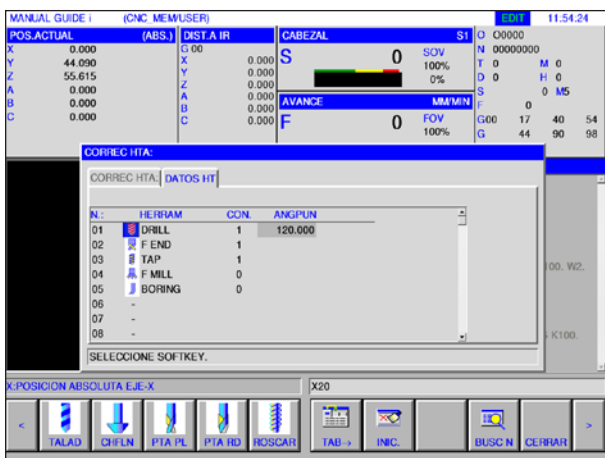 MANUAL GUIDE i (CNC_MEM/USER) EDIT 11:54:24
POS.ACTUAL (ABS.) DIST.A IR CABEZAL S1 O O0000
X 0.000 G 00 S 0 SOV N 00000000
Y 44.090 X 0.000 100% T 0 M 0
Z 55.615 Y 0.000 0% D 0 H 0
A 0.000 Z 0.000 S 0 M5
B 0.000 A 0.000 AVANCE MM/MIN F 0
C 0.000 B 0.000 F 0 FOV G00 17 40 54
C 0.000 100% G 44 90 98
CORREC HTA:
CORREC HTA: DATOS HT
N.: HERRAM CON. ANGPUN
01 DRILL 1 120.000
02 F END 1
03 TAP 1
04 F MILL 0
05 BORING 0
06 -
07 -
08 -
100. W2.
K100.
SELECCIONE SOFTKEY.
X:POSICION ABSOLUTA EJE-X X20
< TALAD CHFLN PTA PL PTA RD ROSCAR TAB→ INIC. BUSC N CERRAR >